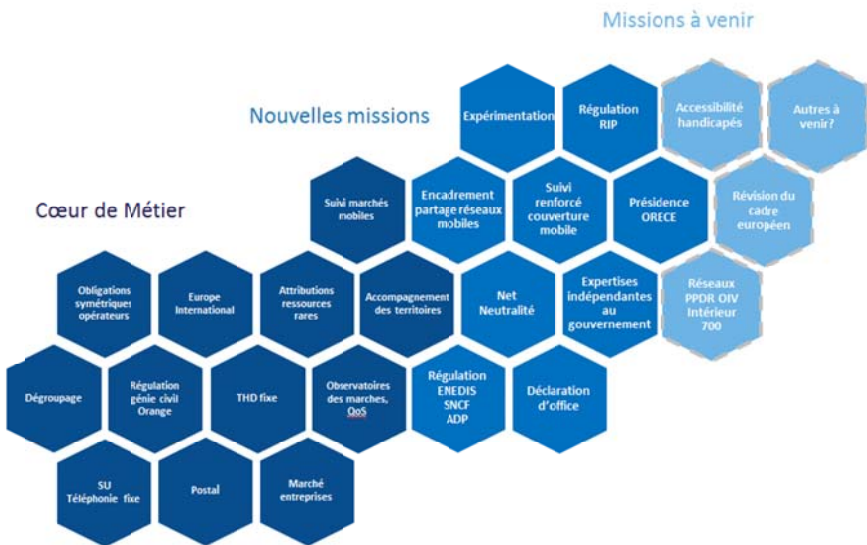 Missions à venir
Nouvelles missions
Cœur de Métier
Expérimentation
Régulation
RIP
Accessibilité
handicapés
Autres à
venir?
Suivi marchés
mobiles
Encadrement
partage réseaux
mobiles
Suivi
renforcé
couverture
mobile
Présidence
ORECE
Révision du
cadre
européen
Obligations
symétriques
opérateurs
Europe
International
Attributions
ressources
rares
Accompagnement
des territoires
Net
Neutralité
Expertises
indépendantes
au
gouvernement
Réseaux
PPDR OIV
Intérieur
700
Dégroupage
Régulation
génie civil
Orange
THD fixe
Observatoires
des marches,
QoS
Régulation
ENEDIS
SNCF
ADP
Déclaration
d'office
SU
Téléphonie fixe
Postal
Marché
entreprises